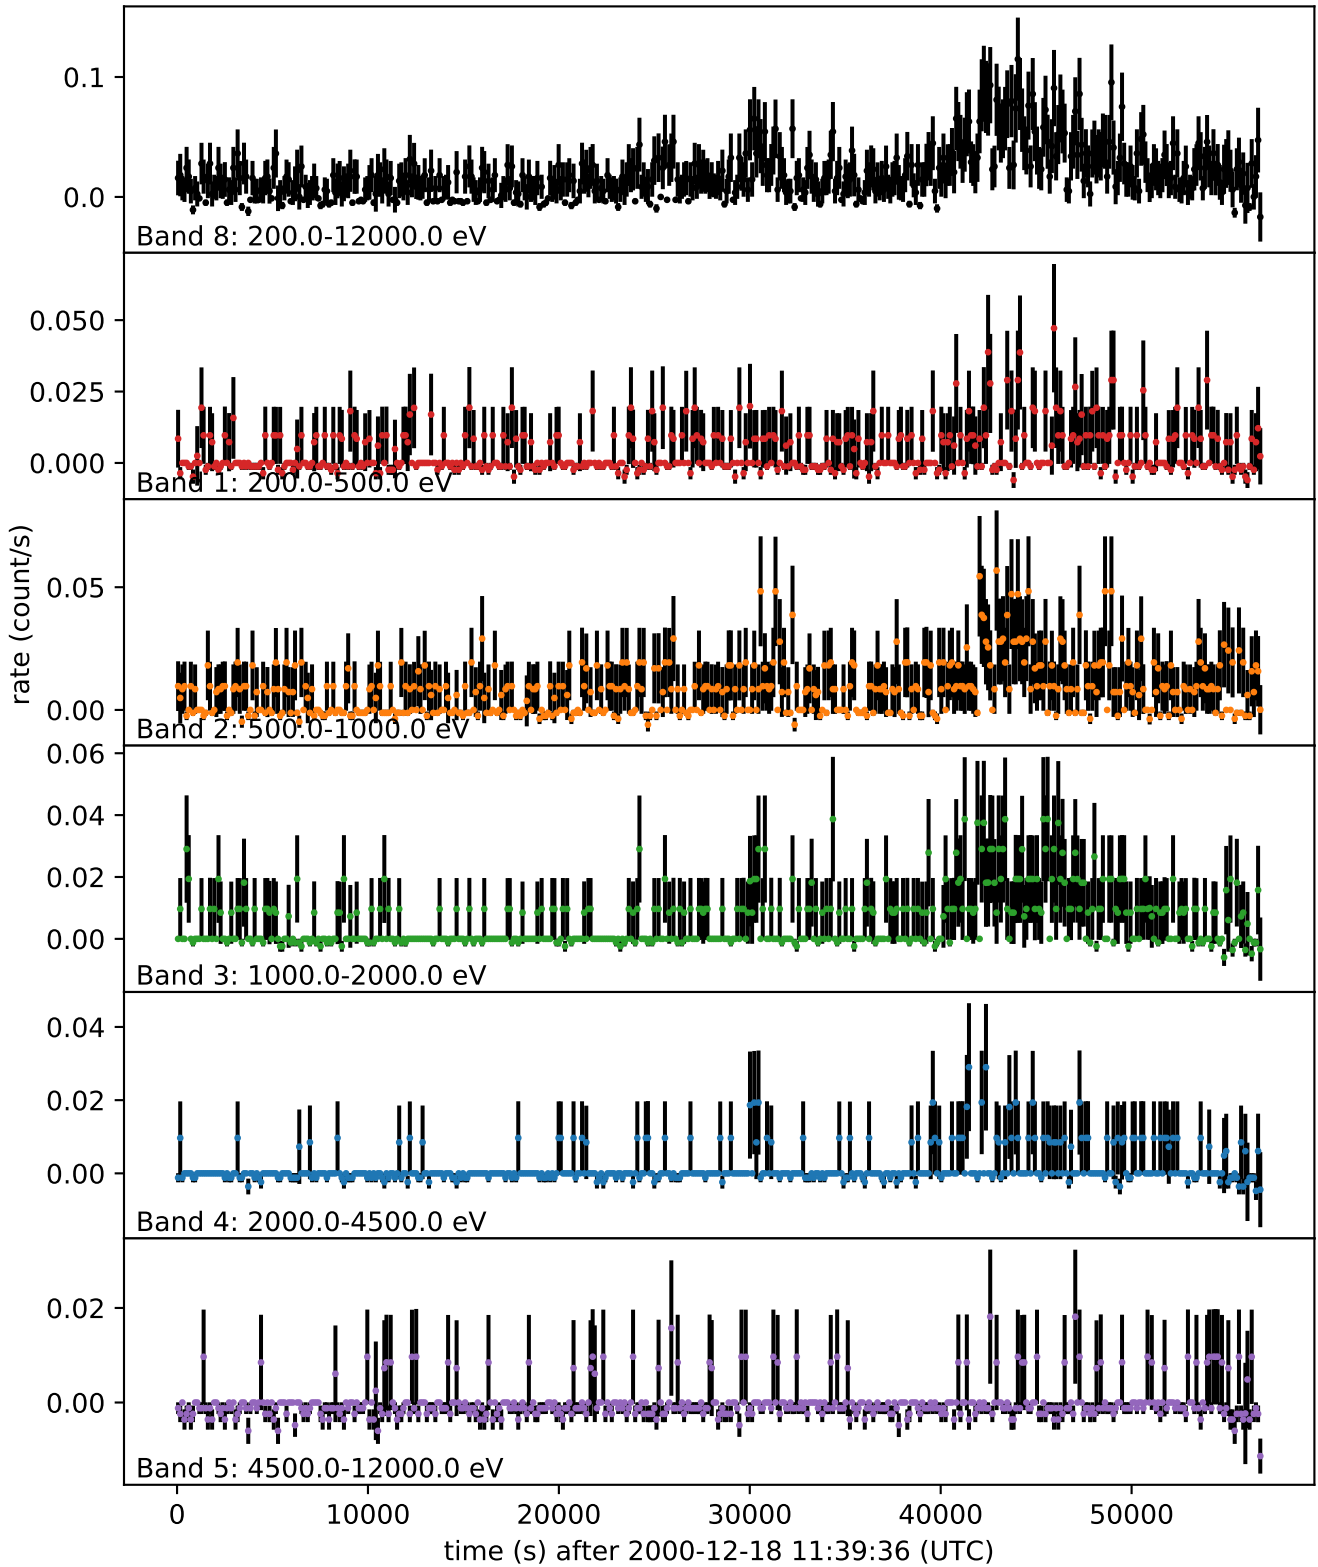 0.1
0.0
Band 8: 200.0-12000.0 eV
0.050
0.025
0.000
Band 1: 200.0-500.0 eV
rate (count/s)
0.05
0.00
Band 2: 500.0-1000.0 eV
0.06
0.04
0.02
0.00
Band 3: 1000.0-2000.0 eV
0.04
0.02
0.00
Band 4: 2000.0-4500.0 eV
0.02
0.00
Band 5: 4500.0-12000.0 eV
0 10000 20000 30000 40000 50000
time (s) after 2000-12-18 11:39:36 (UTC)